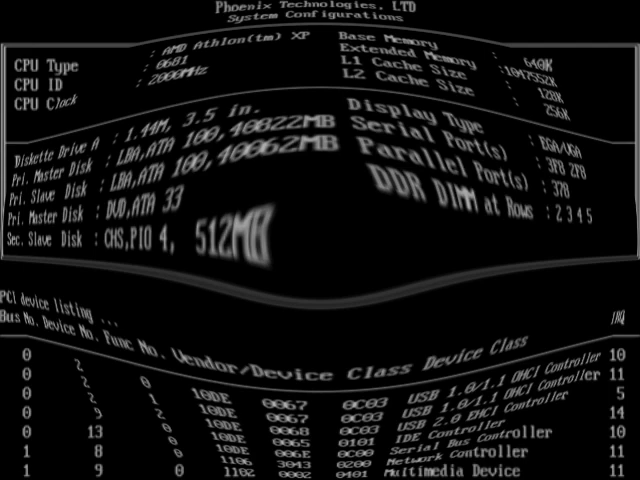 Phoenix Technologies. LTD
System Configurations
CPU Type : AMD Athlon(tm) XP Base Memory : 640K
CPU ID : 0681 Extended Memory :1047552K
CPU Clock : 2000MHz L1 Cache Size : 128K
L2 Cache Size : 256K
Diskette Drive A : 1.44M, 3.5 in. Display Type : EGA/VGA
Pri. Master Disk : LBA,ATA 100,40822MB Serial Port(s) : 3F8 2F8
Pri. Slave Disk : LBA,ATA 100,40062MB Parallel Port(s) : 378
Pri. Master Disk : DVD,ATA 33 DDR DIMM at Rows : 2 3 4 5
Sec. Slave Disk : CHS,PIO 4, 512MB
PCI device listing ...
Bus No. Device No. Func No. Vendor/Device Class Device Class IRQ
0 2 0 10DE 0067 0C03 USB 1.0/1.1 OHCI Controller 10
0 2 1 10DE 0067 0C03 USB 1.0/1.1 OHCI Controller 11
0 2 2 10DE 0068 0C03 USB 2.0 EHCI Controller 5
0 9 0 10DE 0065 0101 IDE Controller 14
0 13 0 10DE 006E 0C00 Serial Bus Controller 10
1 8 0 1106 3043 0200 Network Controller 11
1 9 0 1102 0002 0401 Multimedia Device 11